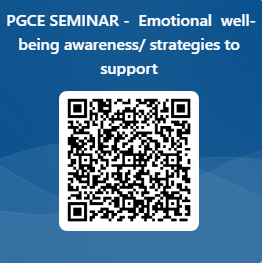 PGCE SEMINAR -  Emotional  well-
being awareness/ strategies to
support